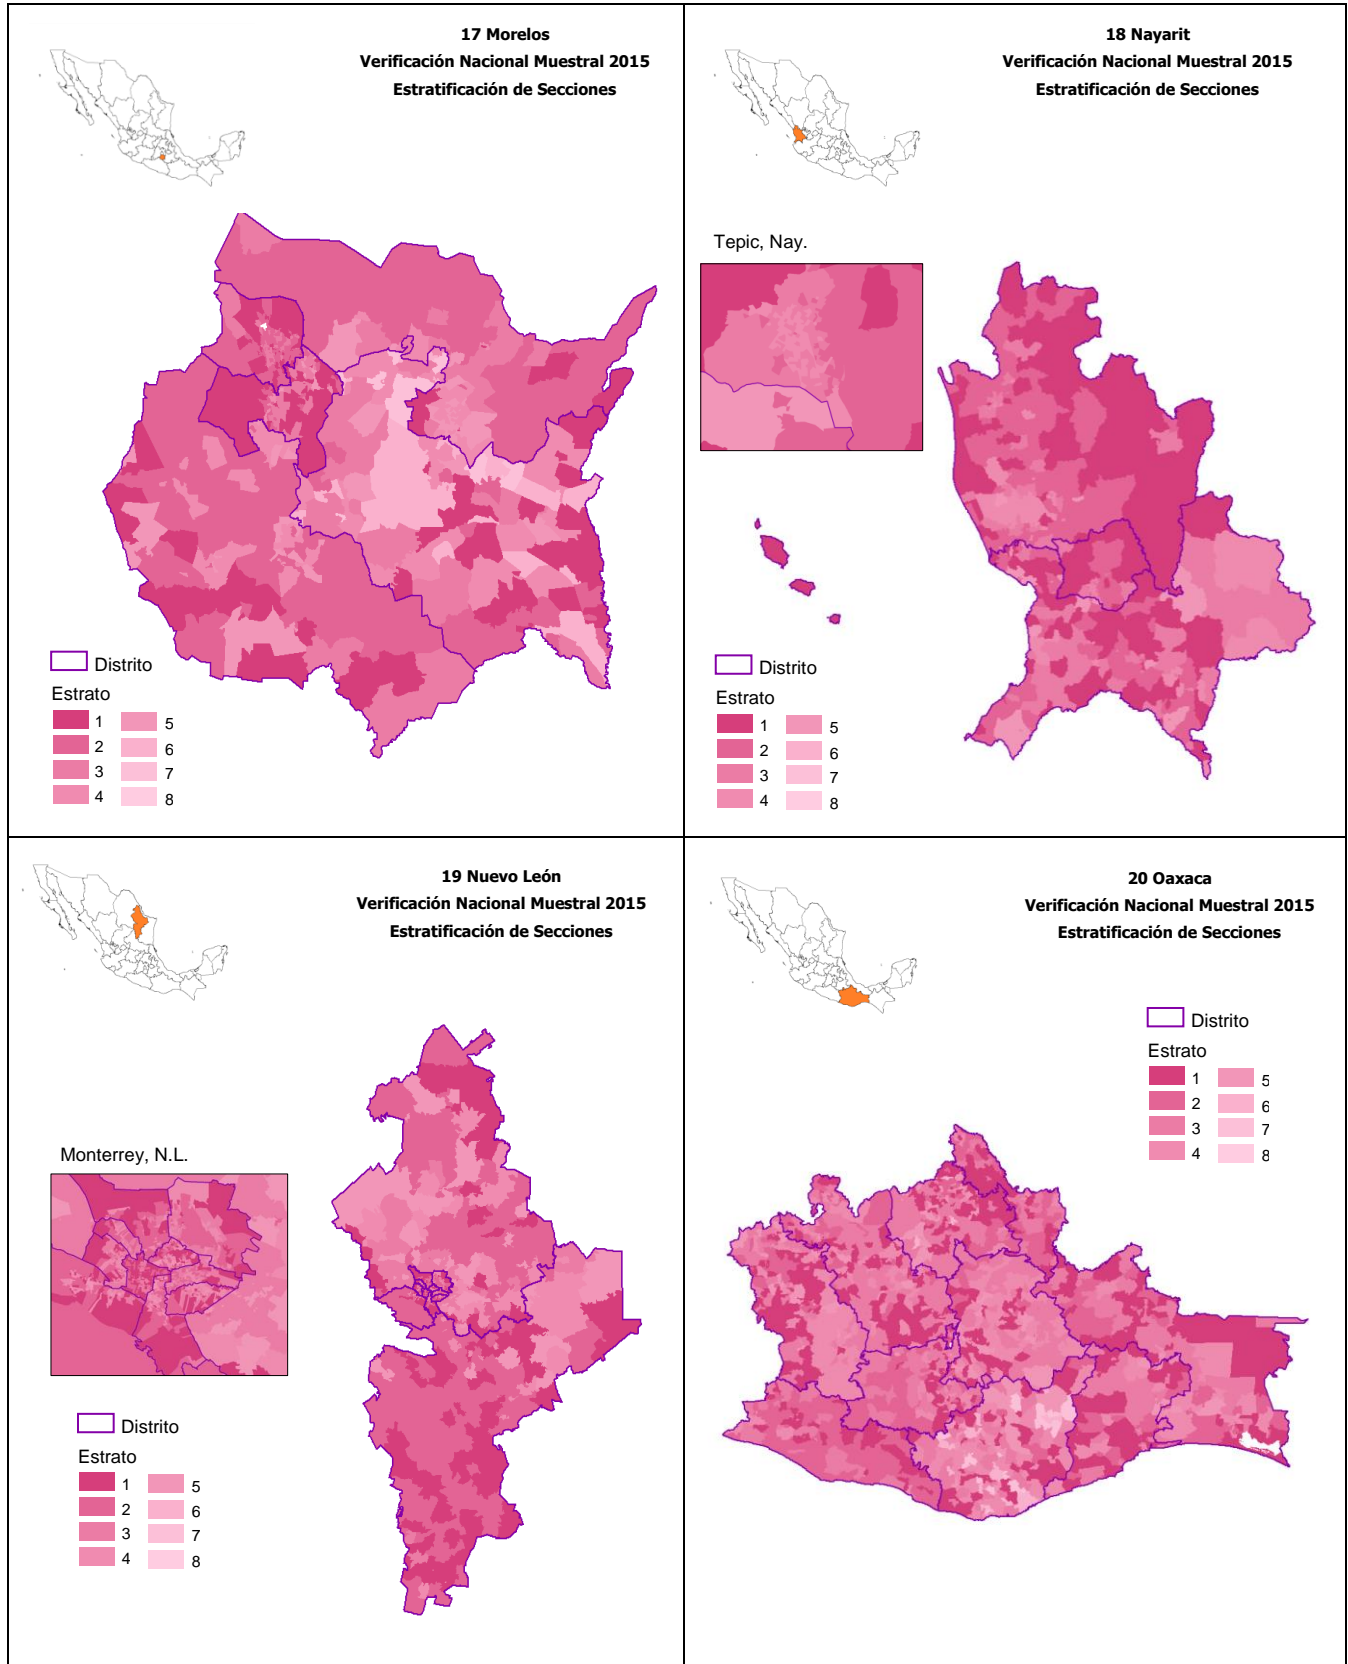 17 Morelos
Verificación Nacional Muestral 2015
Estratificación de Secciones
Distrito
Estrato
1 5
2 6
3 7
4 8
18 Nayarit
Verificación Nacional Muestral 2015
Estratificación de Secciones
Tepic, Nay.
Distrito
Estrato
1 5
2 6
3 7
4 8
19 Nuevo León
Verificación Nacional Muestral 2015
Estratificación de Secciones
Monterrey, N.L.
Distrito
Estrato
1 5
2 6
3 7
4 8
20 Oaxaca
Verificación Nacional Muestral 2015
Estratificación de Secciones
Distrito
Estrato
1 5
2 6
3 7
4 8